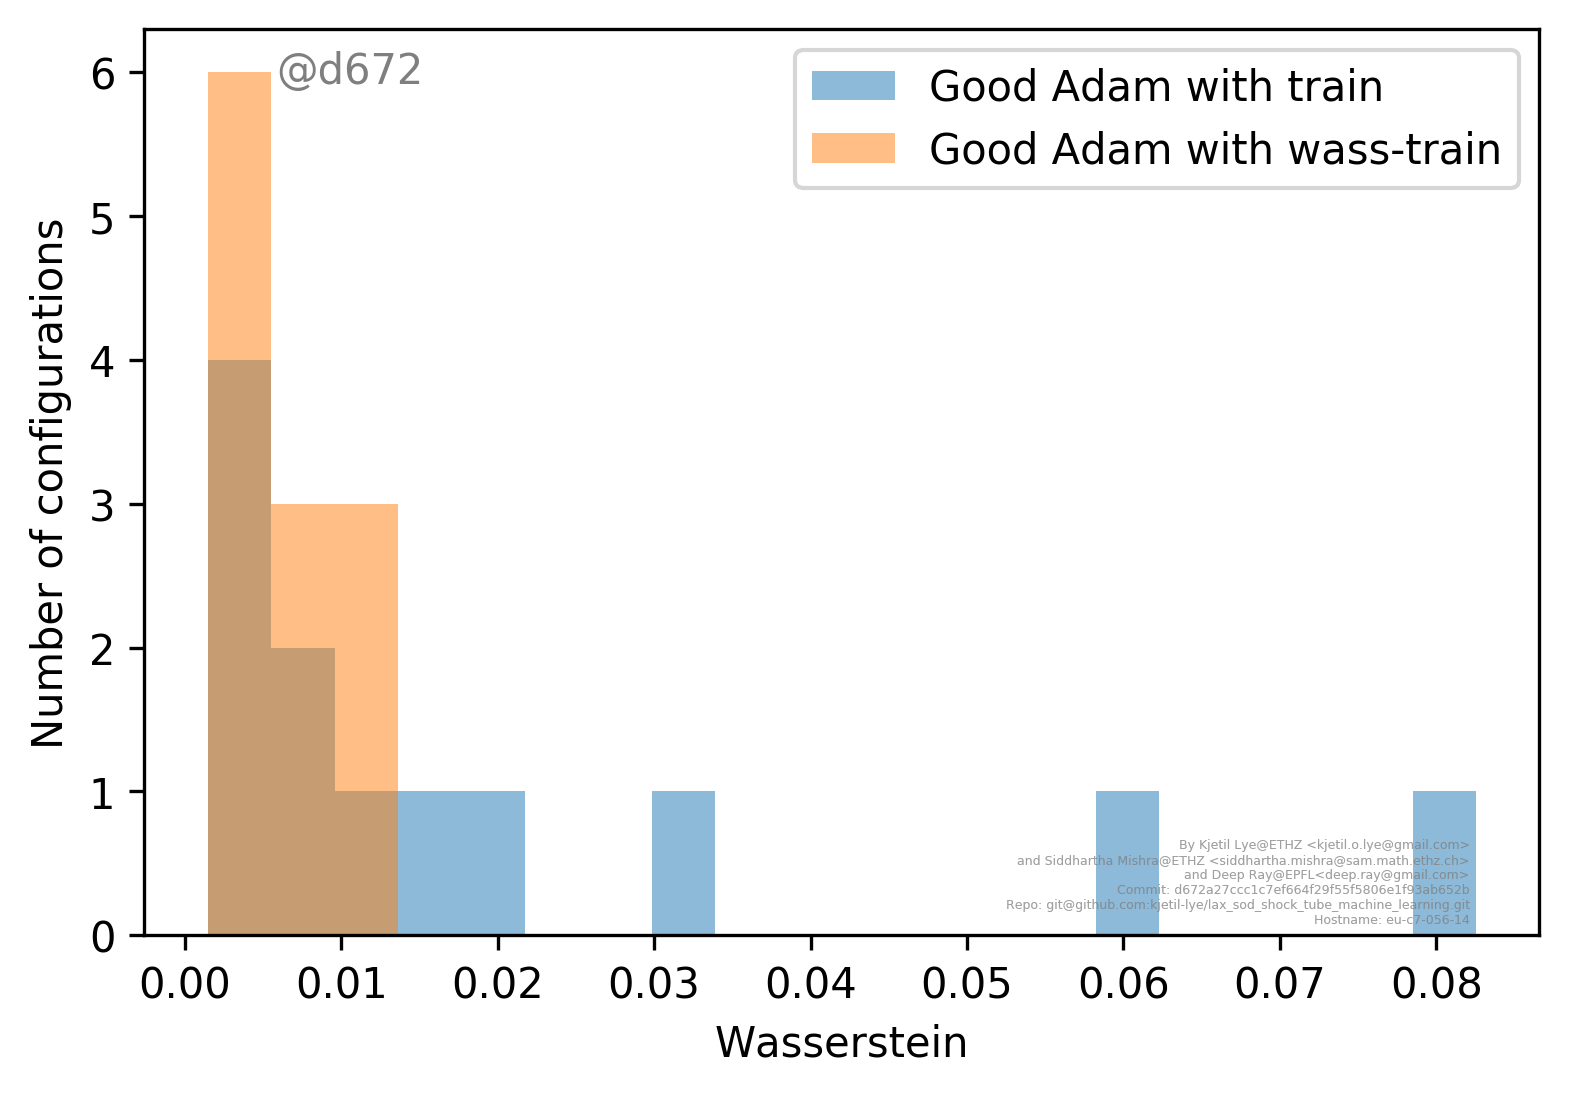 @d672
Good Adam with train
Good Adam with wass-train
Number of configurations
6
5
4
3
2
1
0
By Kjetil Lye@ETHZ <kjetil.o.lye@gmail.com>
and Siddhartha Mishra@ETHZ <siddhartha.mishra@sam.math.ethz.ch>
and Deep Ray@EPFL<deep.ray@gmail.com>
Commit: d672a27ccc1c7ef664f29f55f5806e1f93ab652b
Repo: git@github.com:kjetil-lye/lax_sod_shock_tube_machine_learning.git
Hostname: eu-c7-056-14
0.00 0.01 0.02 0.03 0.04 0.05 0.06 0.07 0.08
Wasserstein